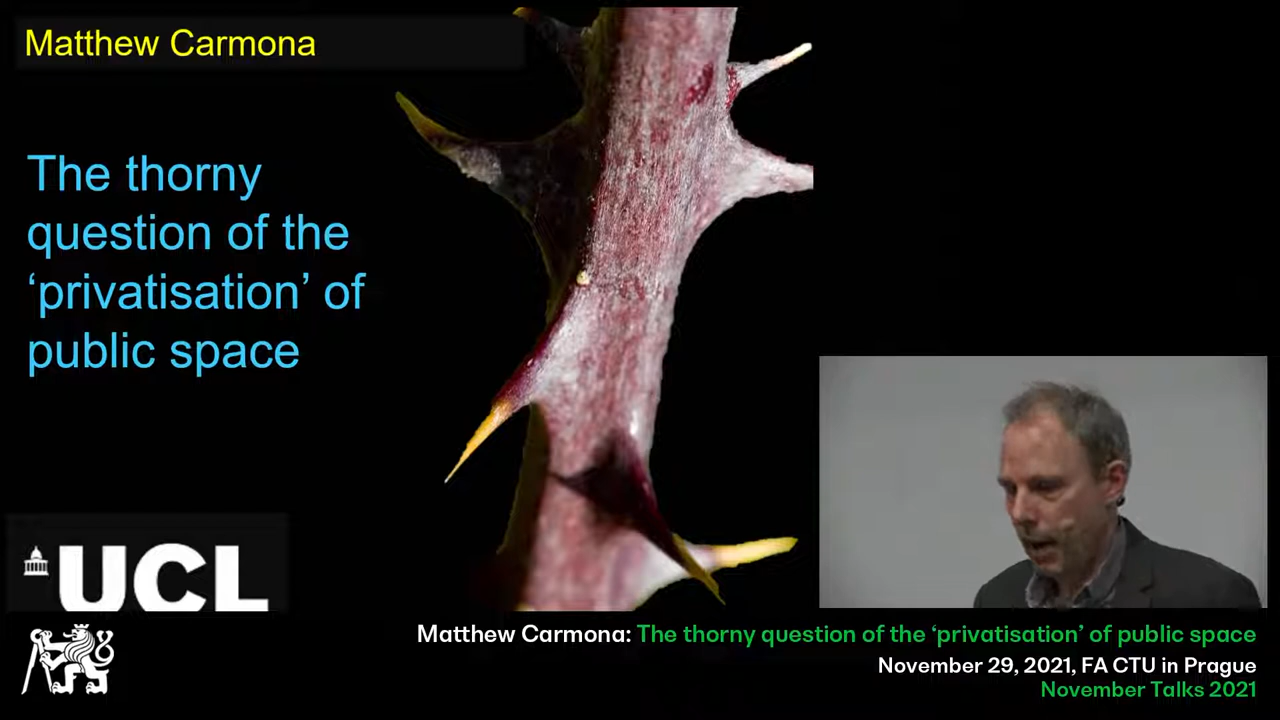 Matthew Carmona
The thorny
question of the
‘privatisation’ of
public space
UCL
Matthew Carmona: The thorny question of the ‘privatisation’ of public space
November 29, 2021, FA CTU in Prague
November Talks 2021